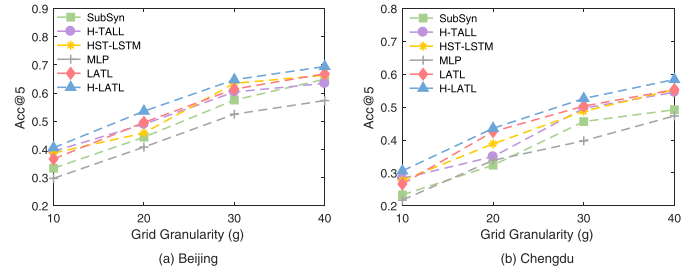 0.9
0.8
0.7
0.6
0.5
0.4
0.3
0.2
Acc@5
SubSyn
H-TALL
HST-LSTM
MLP
LATL
H-LATL
10
20
30
40
Grid Granularity (g)
(a) Beijing
0.8
0.7
0.6
0.5
0.4
0.3
0.2
Acc@5
SubSyn
H-TALL
HST-LSTM
MLP
LATL
H-LATL
10
20
30
40
Grid Granularity (g)
(b) Chengdu